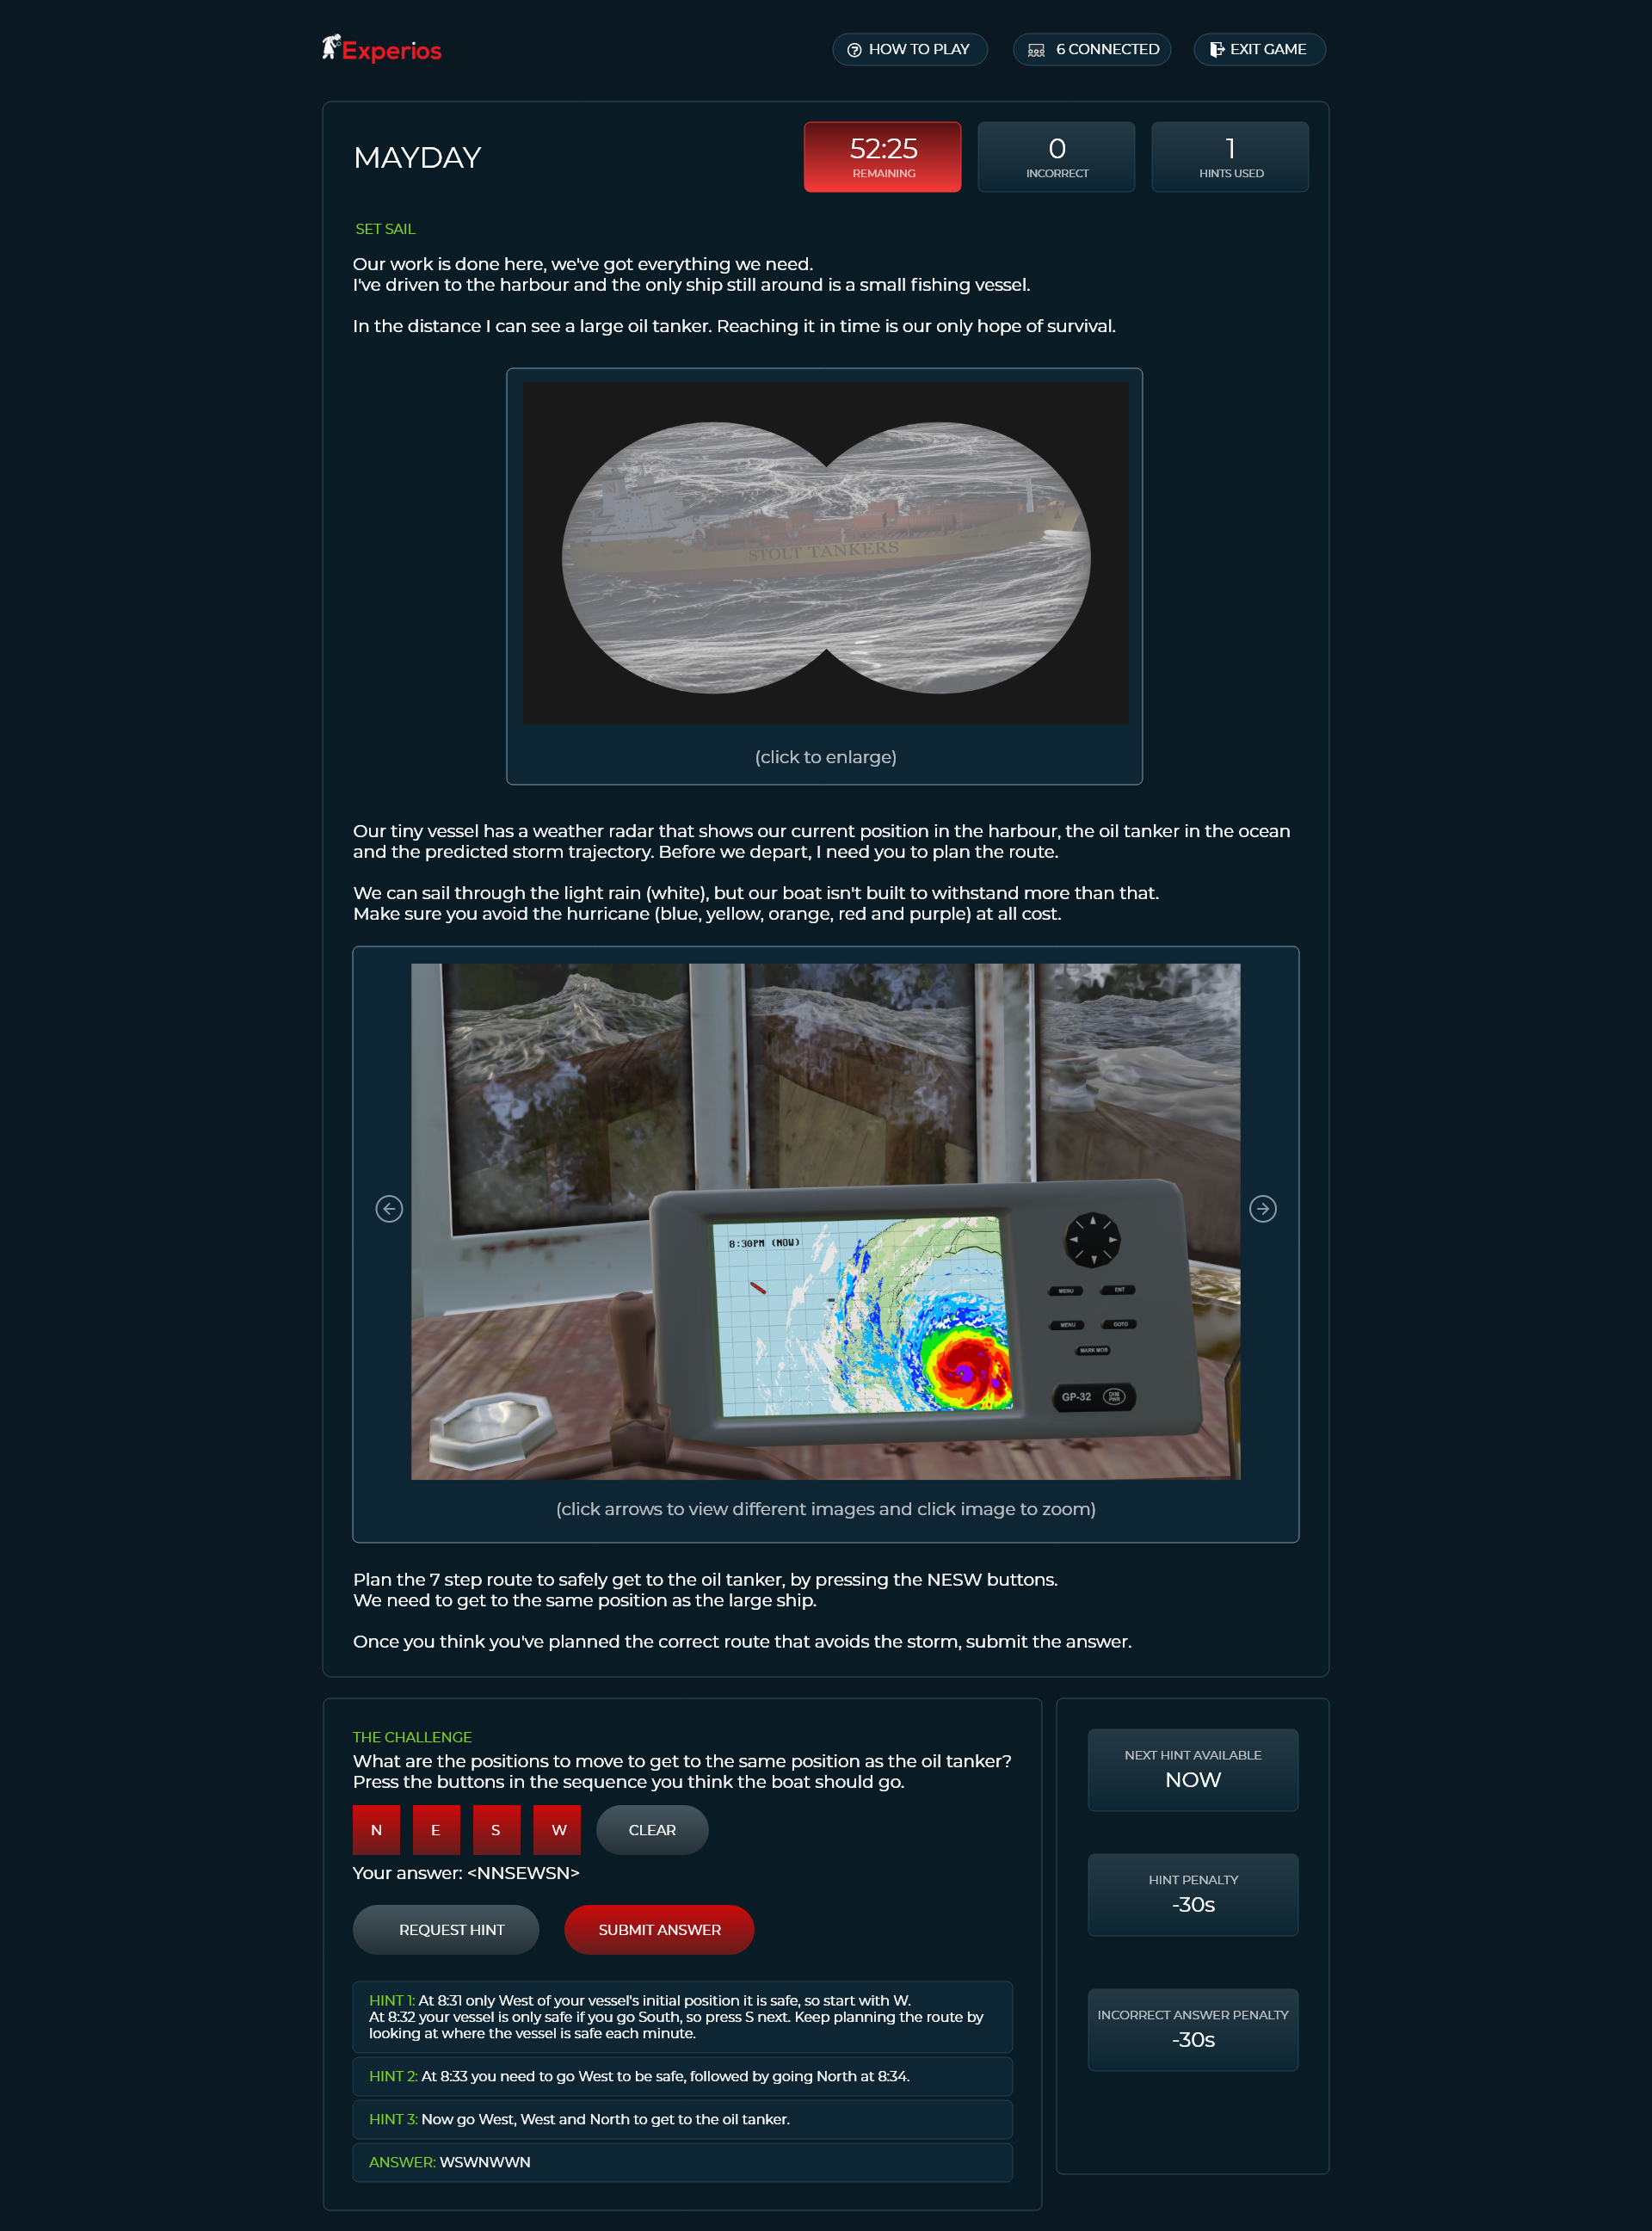 Experios
HOW TO PLAY
6 CONNECTED
EXIT GAME
MAYDAY
52:25
REMAINING
0
INCORRECT
1
HINTS USED
SET SAIL
Our work is done here, we've got everything we need.
I've driven to the harbour and the only ship still around is a small fishing vessel.
In the distance I can see a large oil tanker. Reaching it in time is our only hope of survival.
STOLT TANKERS
(click to enlarge)
Our tiny vessel has a weather radar that shows our current position in the harbour, the oil tanker in the ocean
and the predicted storm trajectory. Before we depart, I need you to plan the route.
We can sail through the light rain (white), but our boat isn't built to withstand more than that.
Make sure you avoid the hurricane (blue, yellow, orange, red and purple) at all cost.
8:30PM (NOW)
MENU
ENT
MENU
GOTO
MARK MOB
GP-32
DIM
PWR
(click arrows to view different images and click image to zoom)
Plan the 7 step route to safely get to the oil tanker, by pressing the NESW buttons.
We need to get to the same position as the large ship.
Once you think you've planned the correct route that avoids the storm, submit the answer.
THE CHALLENGE
What are the positions to move to get to the same position as the oil tanker?
Press the buttons in the sequence you think the boat should go.
N
E
S
W
CLEAR
Your answer: <NNSEWSN>
REQUEST HINT
SUBMIT ANSWER
HINT 1: At 8:31 only West of your vessel's initial position it is safe, so start with W.
At 8:32 your vessel is only safe if you go South, so press S next. Keep planning the route by
looking at where the vessel is safe each minute.
HINT 2: At 8:33 you need to go West to be safe, followed by going North at 8:34.
HINT 3: Now go West, West and North to get to the oil tanker.
ANSWER: WSWNWWN
NEXT HINT AVAILABLE
NOW
HINT PENALTY
-30s
INCORRECT ANSWER PENALTY
-30s